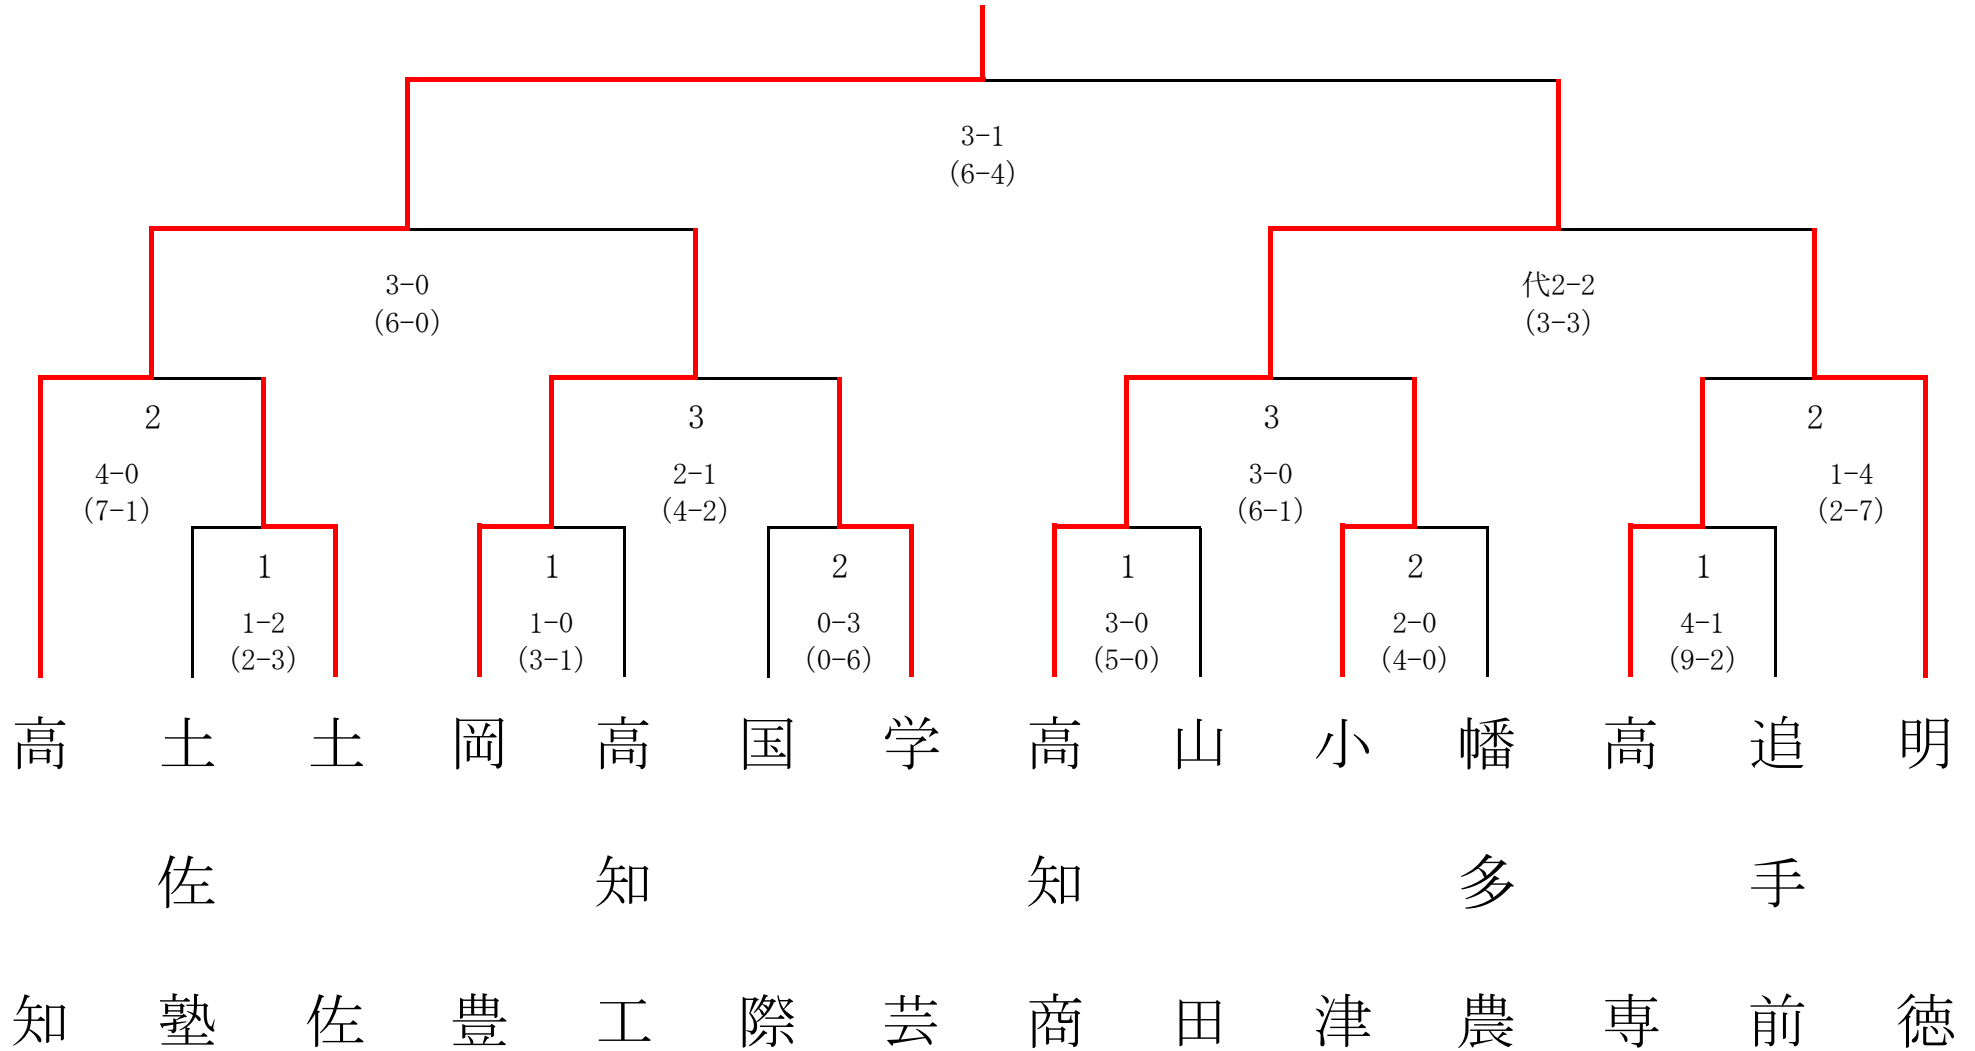 3-1
(6-4)
3-0
(6-0)
代2-2
(3-3)
2
3
3
2
4-0
(7-1)
2-1
(4-2)
3-0
(6-1)
1-4
(2-7)
1
1
2
1
2
1
1-2
(2-3)
1-0
(3-1)
0-3
(0-6)
3-0
(5-0)
2-0
(4-0)
4-1
(9-2)
高知
土佐塾
土佐
岡豊
高知工
国際
学芸
高知商
山田
小津
幡多農
高専
追手前
明徳